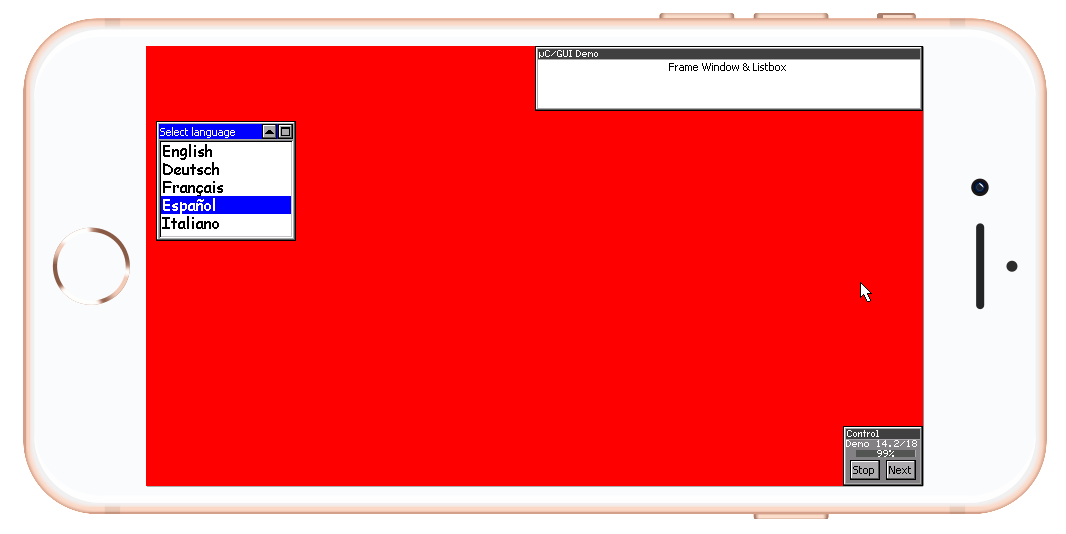 µC/GUI Demo
Frame Window & Listbox
Select language
English
Deutsch
Français
Español
Italiano
Control
Demo 14.2/18
99%
Stop
Next